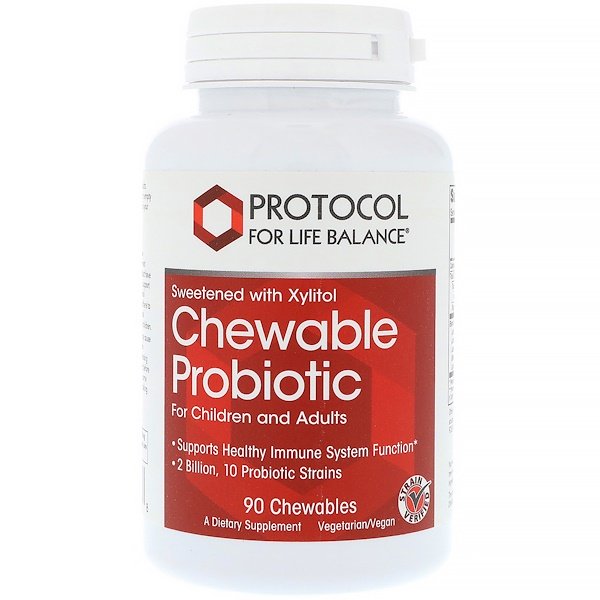 PROTOCOL
FOR LIFE BALANCE®
Sweetened with Xylitol
Chewable
Probiotic
For Children and Adults
• Supports Healthy Immune System Function*
• 2 Billion, 10 Probiotic Strains
90 Chewables
A Dietary Supplement Vegetarian/Vegan
STRAIN
VERIFIED